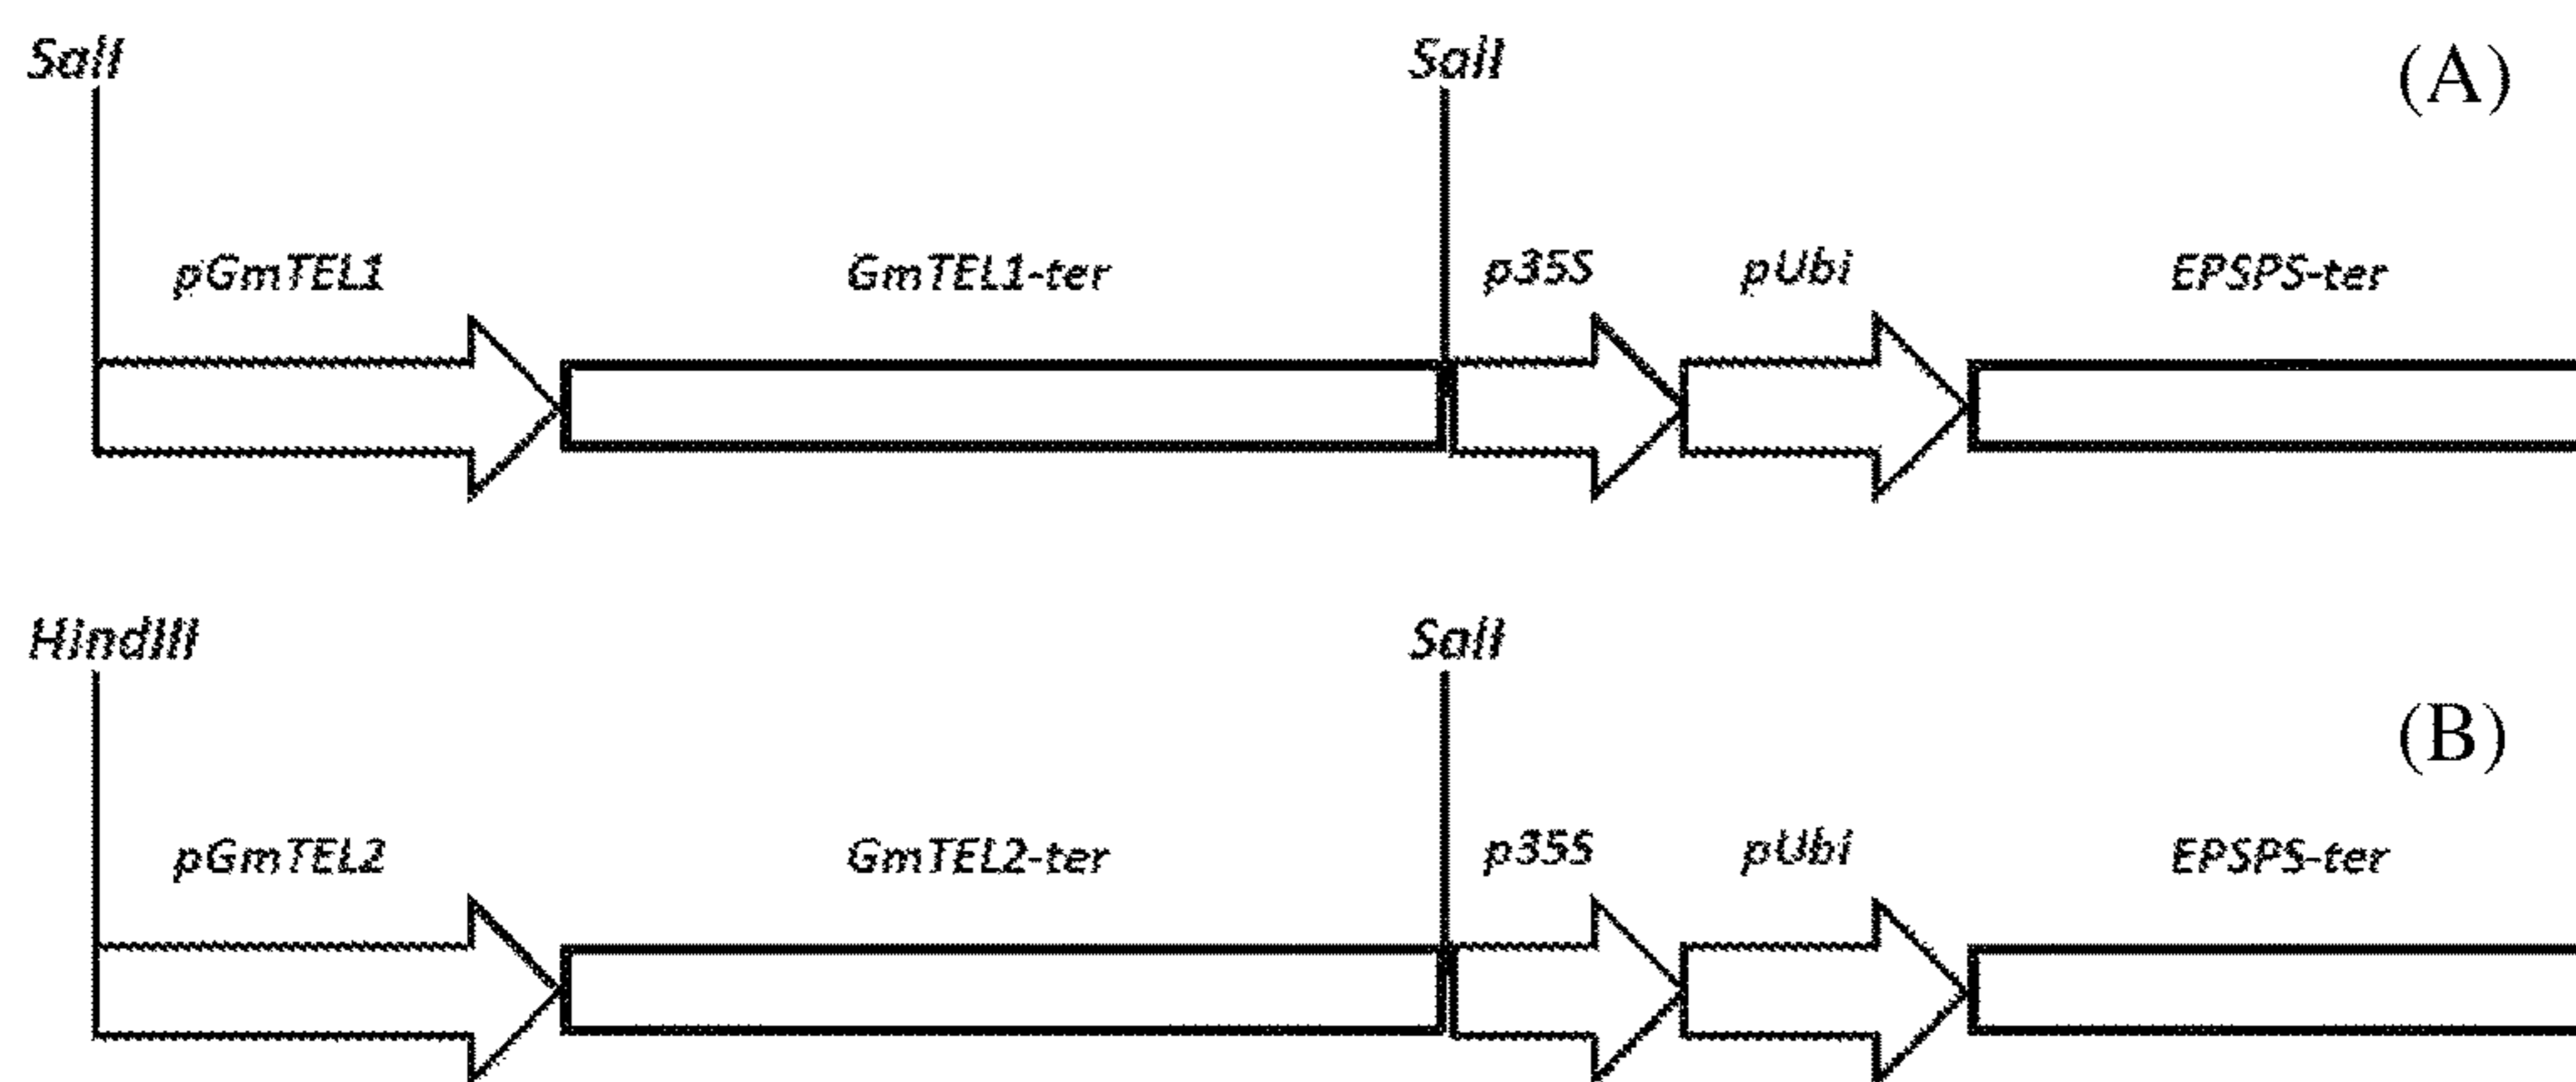 SalI SalI (A)
pGmTEL1 GmTEL1-ter p35S pUbi EPSPS-ter
HindIII SalI (B)
pGmTEL2 GmTEL2-ter p35S pUbi EPSPS-ter